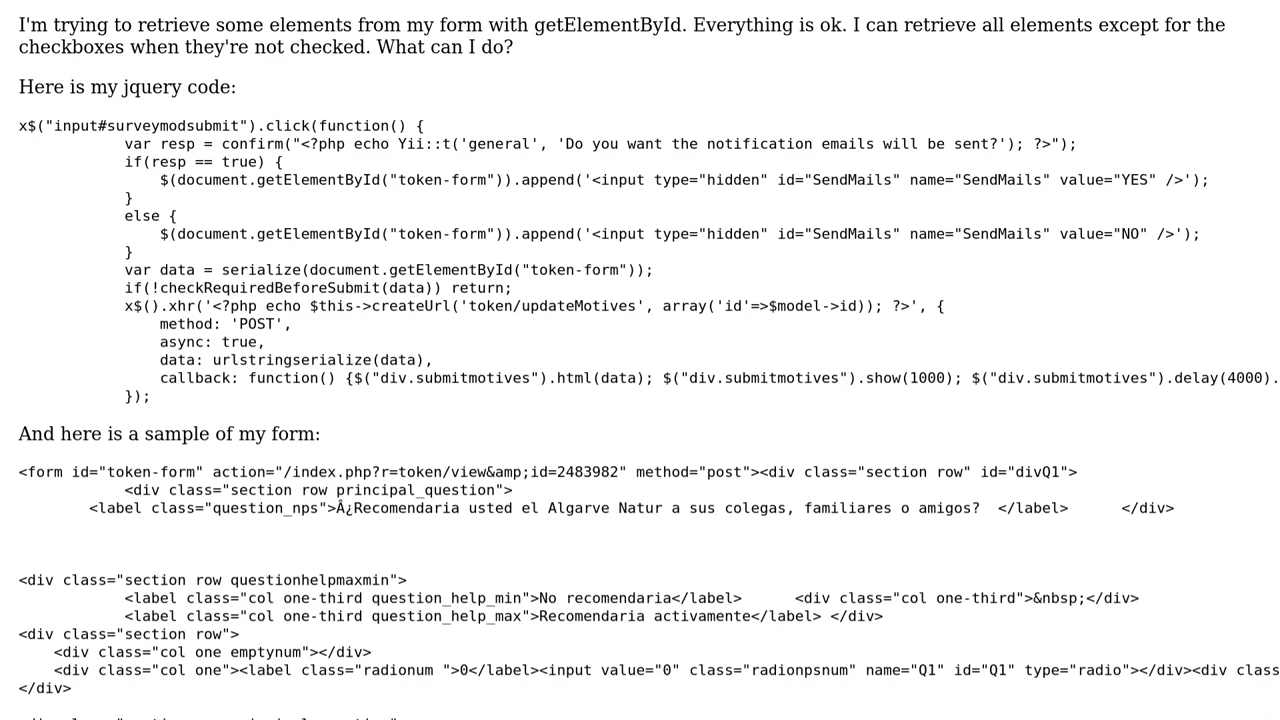 I'm trying to retrieve some elements from my form with getElementById. Everything is ok. I can retrieve all elements except for the
checkboxes when they're not checked. What can I do?
Here is my jquery code:
x$("input#surveymodsubmit").click(function() {
var resp = confirm("<?php echo Yii::t('general', 'Do you want the notification emails will be sent?'); ?>");
if(resp == true) {
$(document.getElementById("token-form")).append('<input type="hidden" id="SendMails" name="SendMails" value="YES" />');
}
else {
$(document.getElementById("token-form")).append('<input type="hidden" id="SendMails" name="SendMails" value="NO" />');
}
var data = serialize(document.getElementById("token-form"));
if(!checkRequiredBeforeSubmit(data)) return;
x$().xhr('<?php echo $this->createUrl('token/updateMotives', array('id'=>$model->id)); ?>', {
method: 'POST',
async: true,
data: urlstringserialize(data),
callback: function() {$("div.submitmotives").html(data); $("div.submitmotives").show(1000); $("div.submitmotives").delay(4000).
});
And here is a sample of my form:
<form id="token-form" action="/index.php?r=token/view&amp;id=2483982" method="post"><div class="section row" id="divQ1">
<div class="section row principal_question">
<label class="question_nps">Â¿Recomendaria usted el Algarve Natur a sus colegas, familiares o amigos?  </label>      </div>
<div class="section row questionhelpmaxmin">
<label class="col one-third question_help_min">No recomendaria</label>      <div class="col one-third">&nbsp;</div>
<label class="col one-third question_help_max">Recomendaria activamente</label> </div>
<div class="section row">
<div class="col one emptynum"></div>
<div class="col one"><label class="radionum ">0</label><input value="0" class="radionpsnum" name="Q1" id="Q1" type="radio"></div><div class
</div>